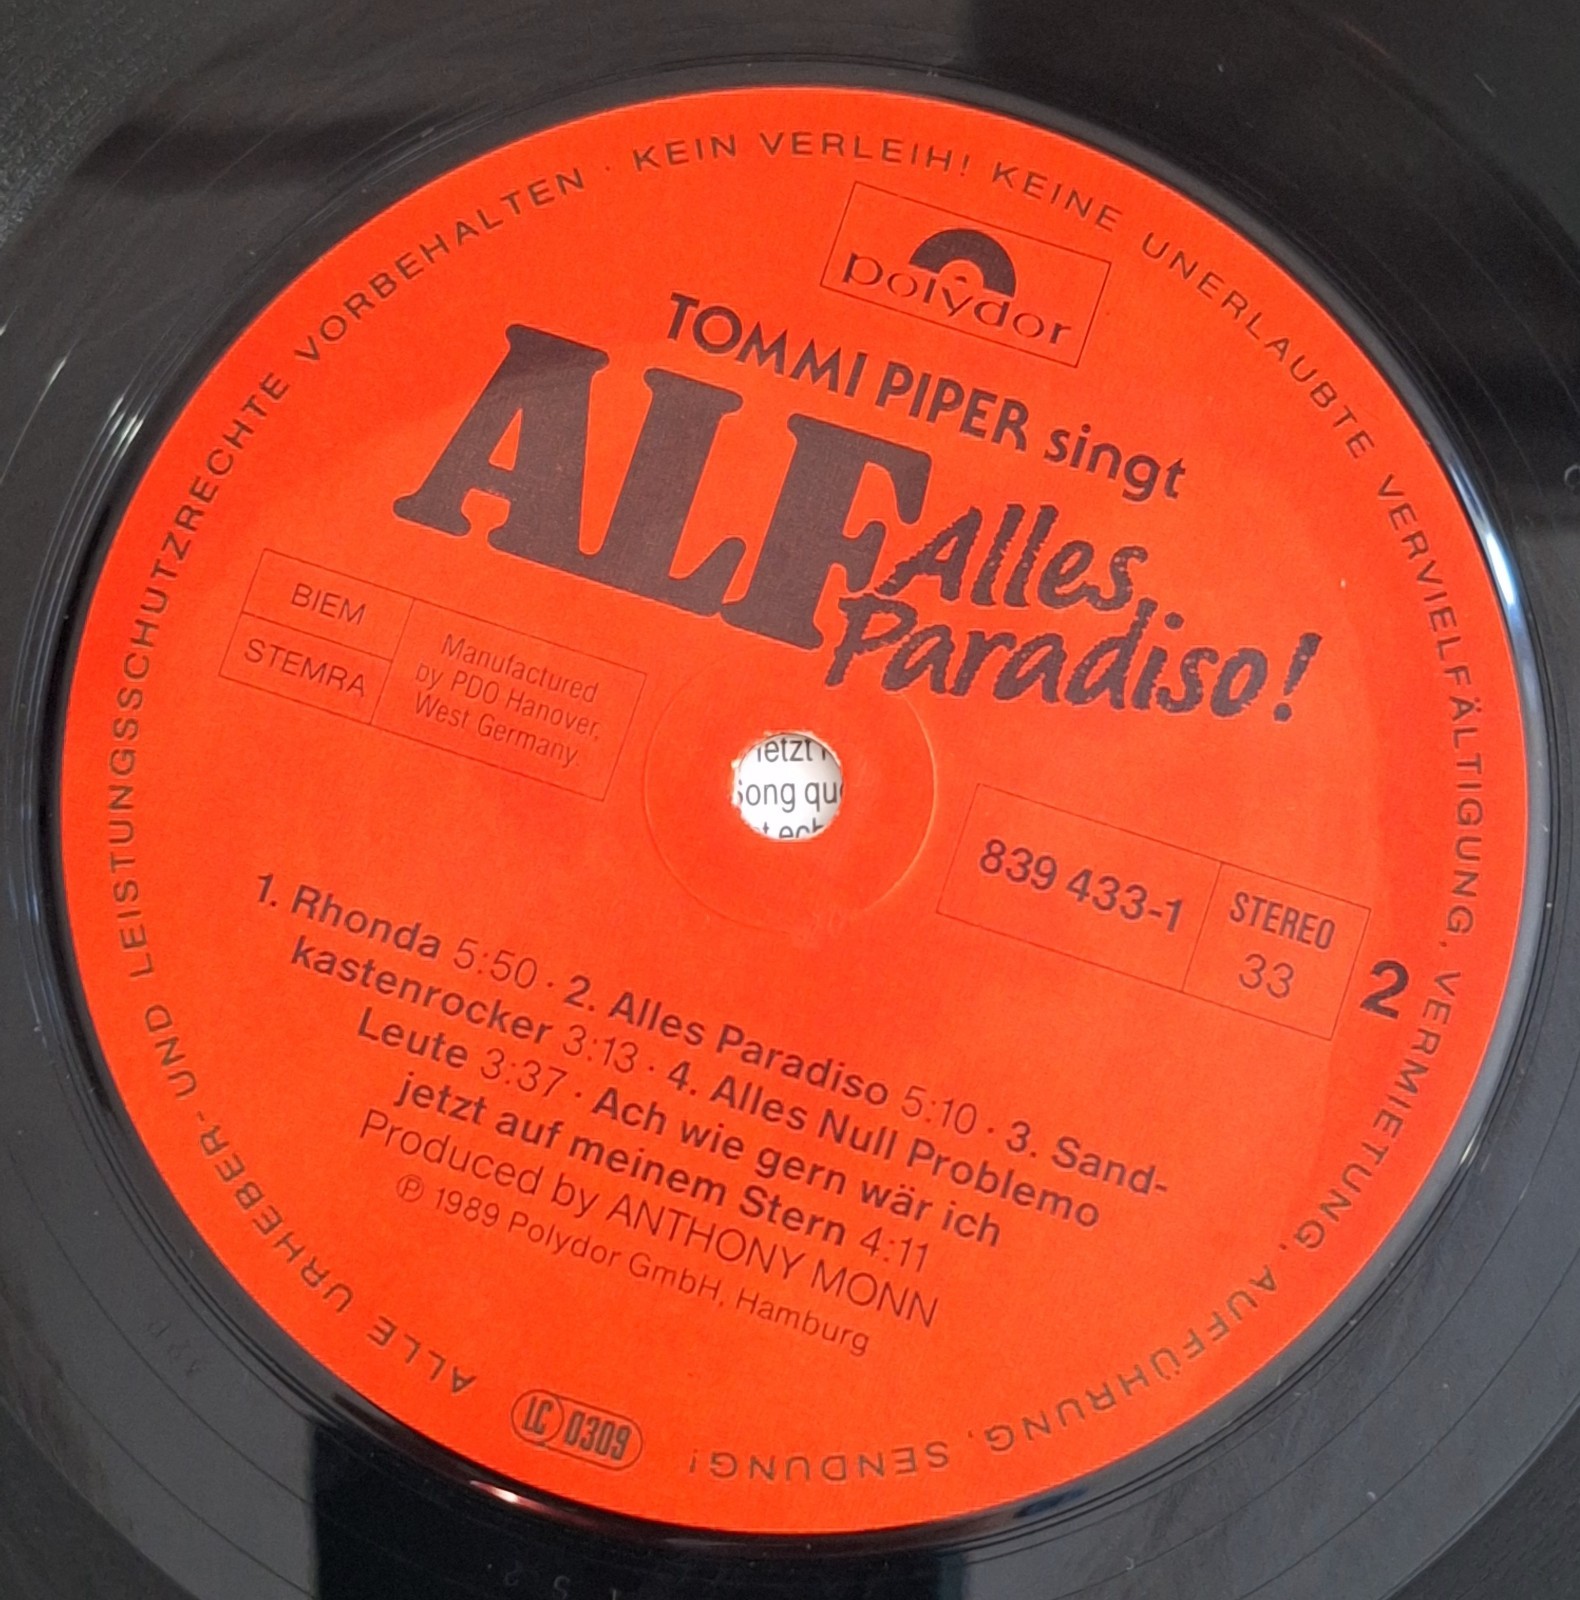 ALLE URHEBER- UND LEISTUNGSSCHUTZRECHTE VORBEHALTEN · KEIN VERLEIH! KEINE UNERLAUBTE VERVIELFÄLTIGUNG, VERMIETUNG, AUFFÜHRUNG, SENDUNG!
polydor
TOMMI PIPER singt
ALF
Alles
Paradiso!
BIEM
STEMRA
Manufactured
by PDO Hanover,
West Germany
jetzt
Song
839 433-1
STEREO
33
2
1. Rhonda 5:50 · 2. Alles Paradiso 5:10 · 3. Sand-
kastenrocker 3:13 · 4. Alles Null Problemo
Leute 3:37 · Ach wie gern wär ich
jetzt auf meinem Stern 4:11
Produced by ANTHONY MONN
℗ 1989 Polydor GmbH, Hamburg
LC 0309